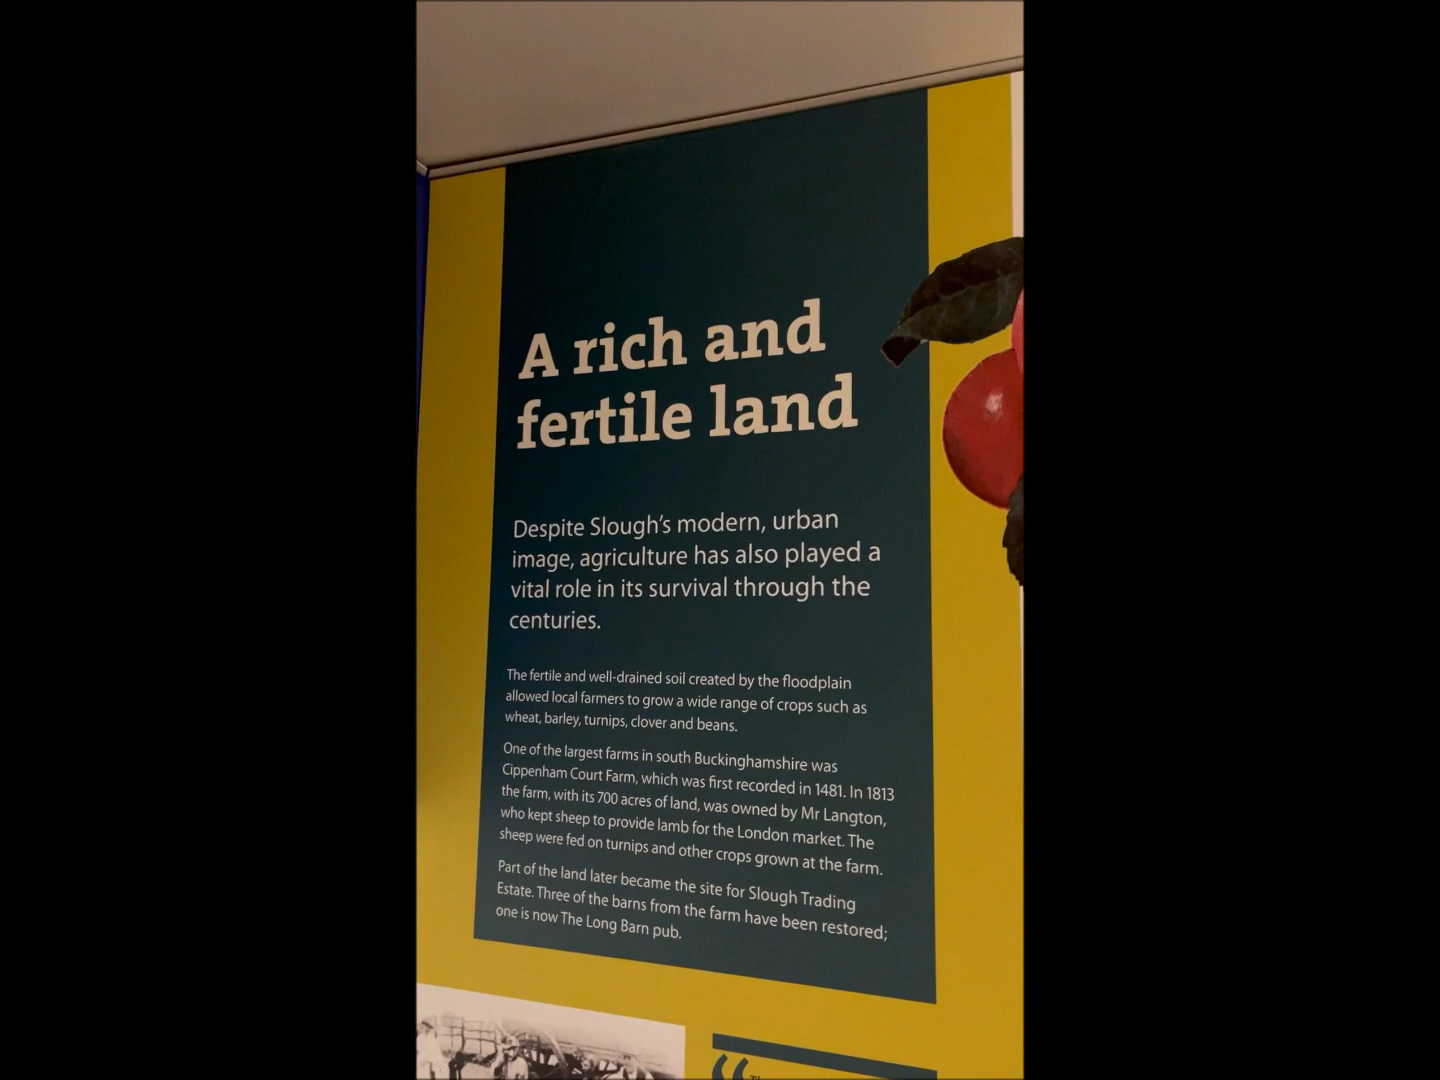 A rich and
fertile land
Despite Slough's modern, urban
image, agriculture has also played a
vital role in its survival through the
centuries.
The fertile and well-drained soil created by the floodplain
allowed local farmers to grow a wide range of crops such as
wheat, barley, turnips, clover and beans.
One of the largest farms in south Buckinghamshire was
Cippenham Court Farm, which was first recorded in 1481. In 1813
the farm, with its 700 acres of land, was owned by Mr Langton,
who kept sheep to provide lamb for the London market. The
sheep were fed on turnips and other crops grown at the farm.
Part of the land later became the site for Slough Trading
Estate. Three of the barns from the farm have been restored;
one is now The Long Barn pub.